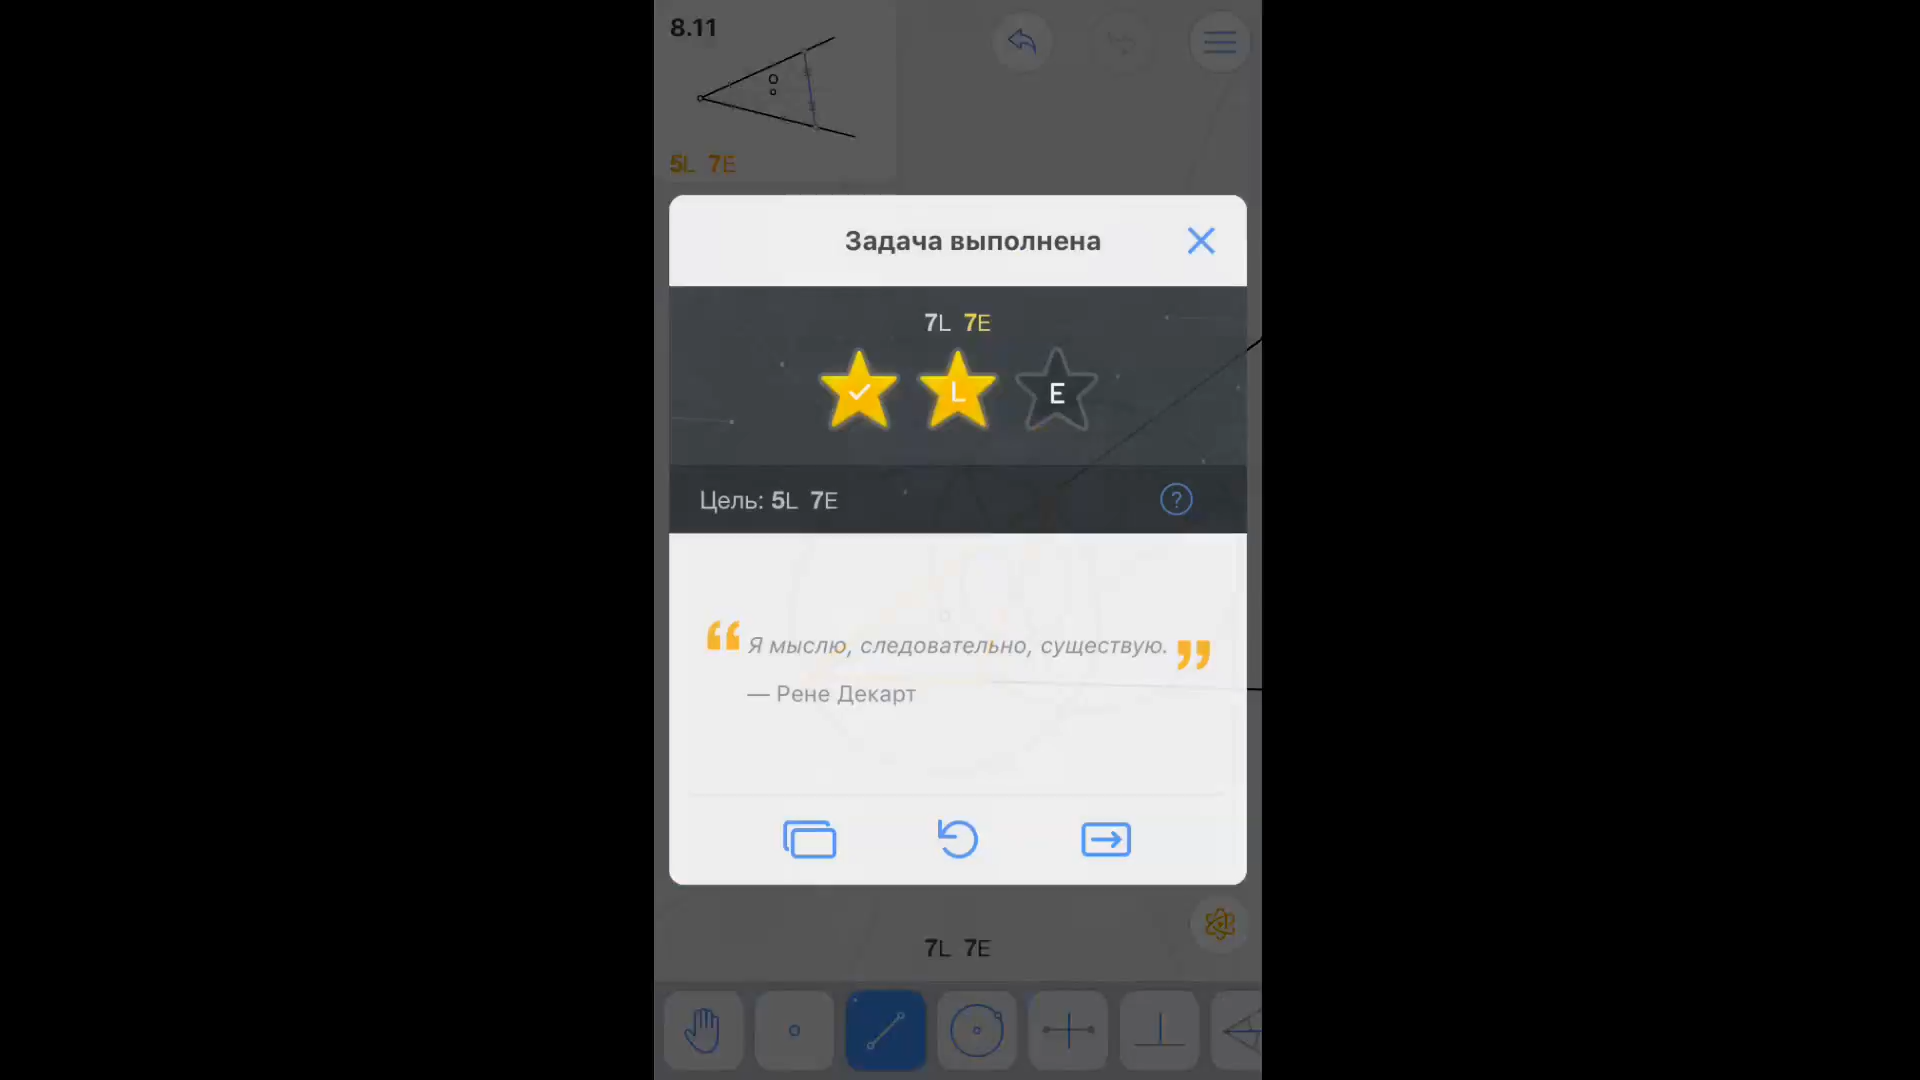 8.11
O
5L 7E
Задача выполнена
7L 7E
L
E
Цель: 5L 7E
?
“ Я мыслю, следовательно, существую. ”
— Рене Декарт
7L 7E